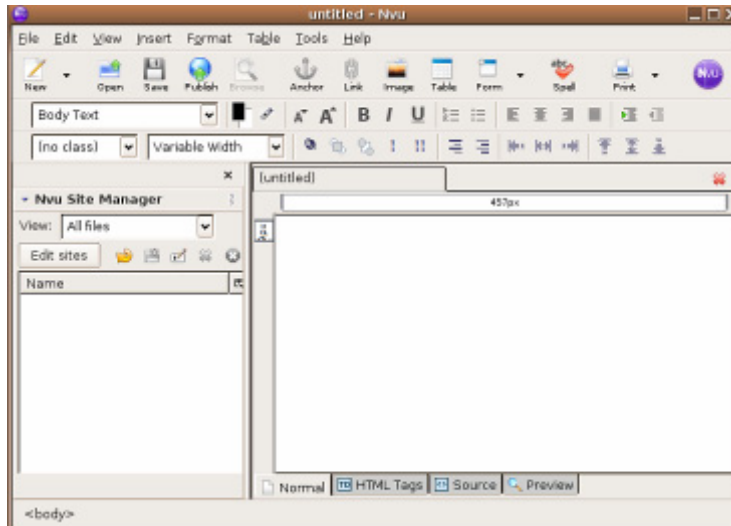 untitled - Nvu
File Edit View Insert Format Table Tools Help
New Open Save Publish Browse Anchor Link Image Table Form Spell Print Nvu
Body Text B I U
(no class) Variable Width
(untitled)
Nvu Site Manager
457px
View: All files
Edit sites
Name
Normal HTML Tags Source Preview
<body>